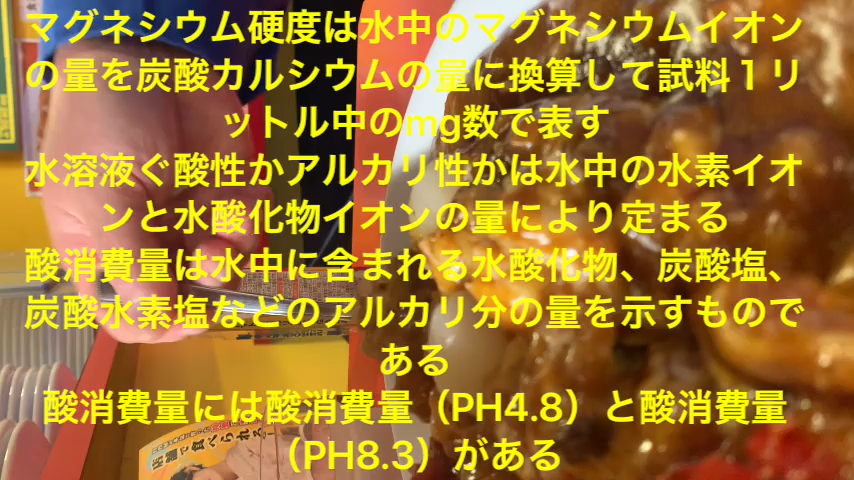 マグネシウム硬度は水中のマグネシウムイオン
の量を炭酸カルシウムの量に換算して試料１リ
ットル中のmg数で表す
水溶液ぐ酸性かアルカリ性かは水中の水素イオ
ンと水酸化物イオンの量により定まる
酸消費量は水中に含まれる水酸化物、炭酸塩、
炭酸水素塩などのアルカリ分の量を示すもので
ある
酸消費量には酸消費量（PH4.8）と酸消費量
（PH8.3）がある
店舗で食べられる!